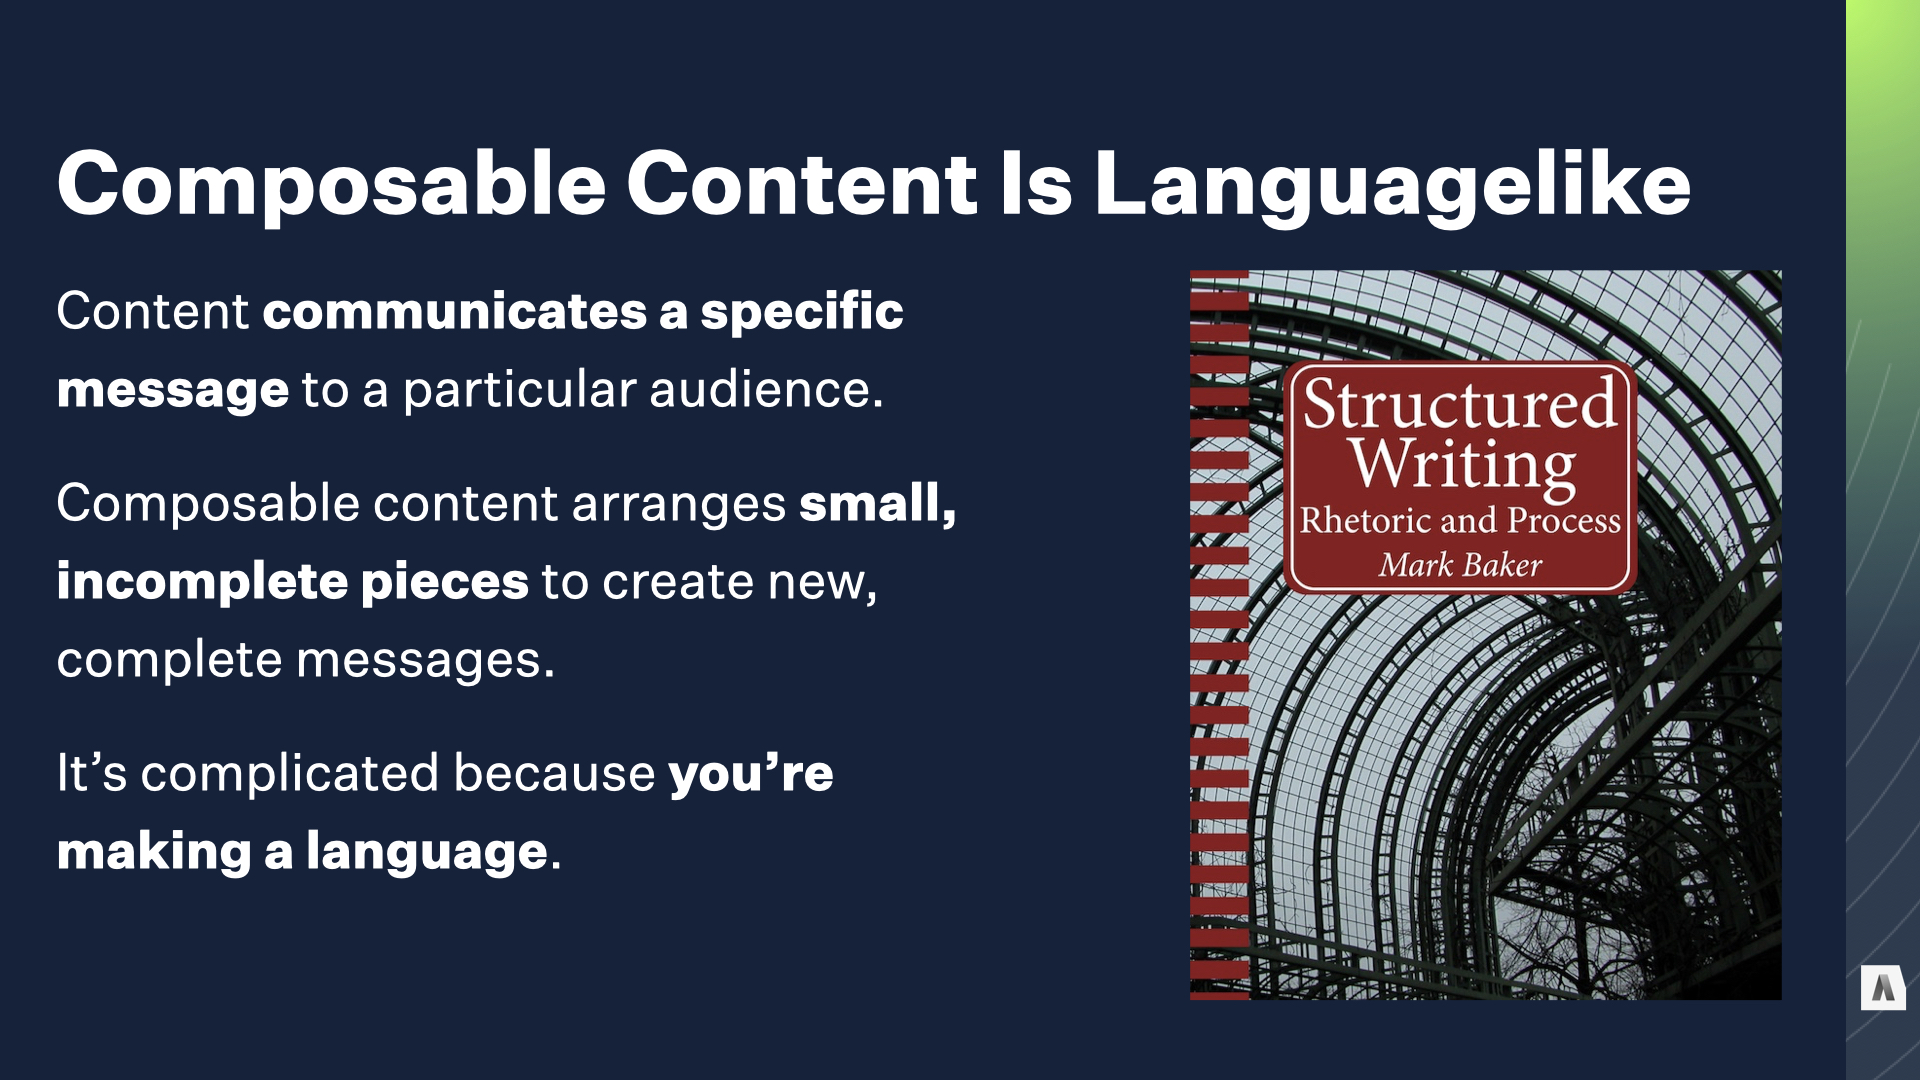 Composable Content Is Languagelike
Content communicates a specific
message to a particular audience.
Composable content arranges small,
incomplete pieces to create new,
complete messages.
It’s complicated because you’re
making a language.
Structured
Writing
Rhetoric and Process
Mark Baker